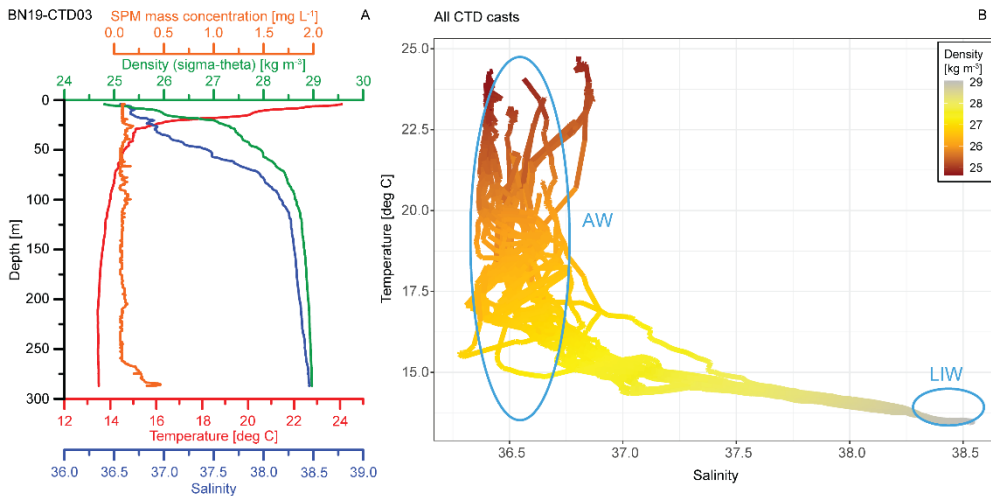 BN19-CTD03
A
SPM mass concentration [mg L⁻¹]
0.0 0.5 1.0 1.5 2.0
Density (sigma-theta) [kg m⁻³]
24 25 26 27 28 29 30
0
50
100
150
200
250
300
Depth [m]
12 14 16 18 20 22 24
Temperature [deg C]
36.0 36.5 37.0 37.5 38.0 38.5 39.0
Salinity
All CTD casts
B
25.0
22.5
20.0
17.5
15.0
Temperature [deg C]
Density
[kg m⁻³]
29
28
27
26
25
AW
LIW
36.5 37.0 37.5 38.0 38.5
Salinity